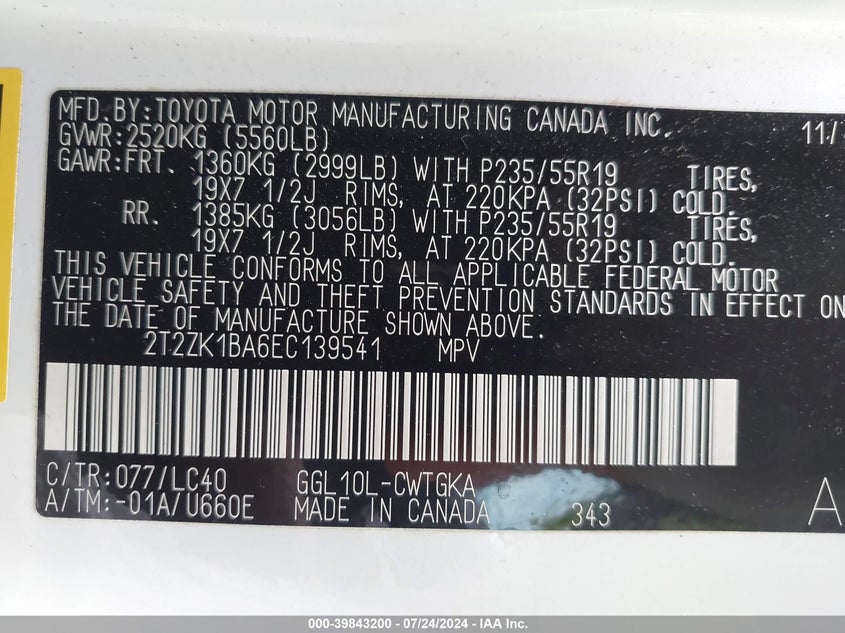 MFD.BY:TOYOTA MOTOR MANUFACTURING CANADA INC. 11/
GVWR:2520KG (5560LB)
GAWR:FRT. 1360KG (2999LB) WITH P235/55R19 TIRES,
19X7 1/2J RIMS, AT 220KPA (32PSI) COLD.
RR. 1385KG (3056LB) WITH P235/55R19 TIRES,
19X7 1/2J RIMS, AT 220KPA (32PSI) COLD.
THIS VEHICLE CONFORMS TO ALL APPLICABLE FEDERAL MOTOR
VEHICLE SAFETY AND THEFT PREVENTION STANDARDS IN EFFECT ON
THE DATE OF MANUFACTURE SHOWN ABOVE.
2T2ZK1BA6EC139541 MPV
C/TR:077/LC40 GGL10L-CWTGKA
A/TM:-01A/U660E MADE IN CANADA 343 A
000-39843200 - 07/24/2024 - IAA Inc.